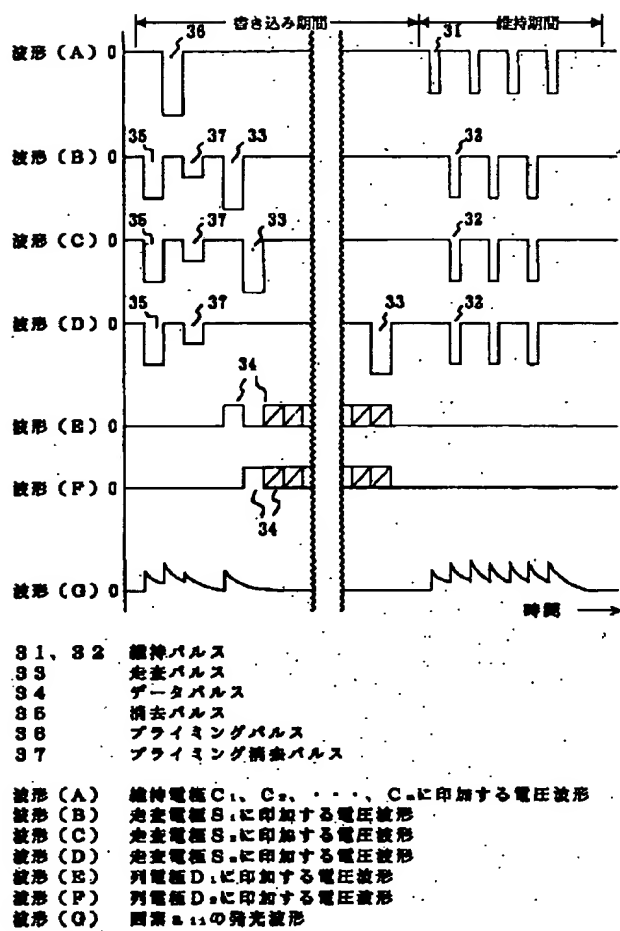 書き込み期間 維持期間
36 31
波形(A) 0
35 37 33 32
波形(B) 0
35 37 33 32
波形(C) 0
35 37 33 32
波形(D) 0
34
波形(E) 0
波形(F) 0
34
波形(G) 0
時間
31、32 維持パルス
33 走査パルス
34 データパルス
35 消去パルス
36 プライミングパルス
37 プライミング消去パルス
波形(A) 維持電極C₁、C₂、・・・、Cₘに印加する電圧波形
波形(B) 走査電極S₁に印加する電圧波形
波形(C) 走査電極S₂に印加する電圧波形
波形(D) 走査電極Sₘに印加する電圧波形
波形(E) 列電極D₁に印加する電圧波形
波形(F) 列電極D₂に印加する電圧波形
波形(G) 画素a₁₁の発光波形